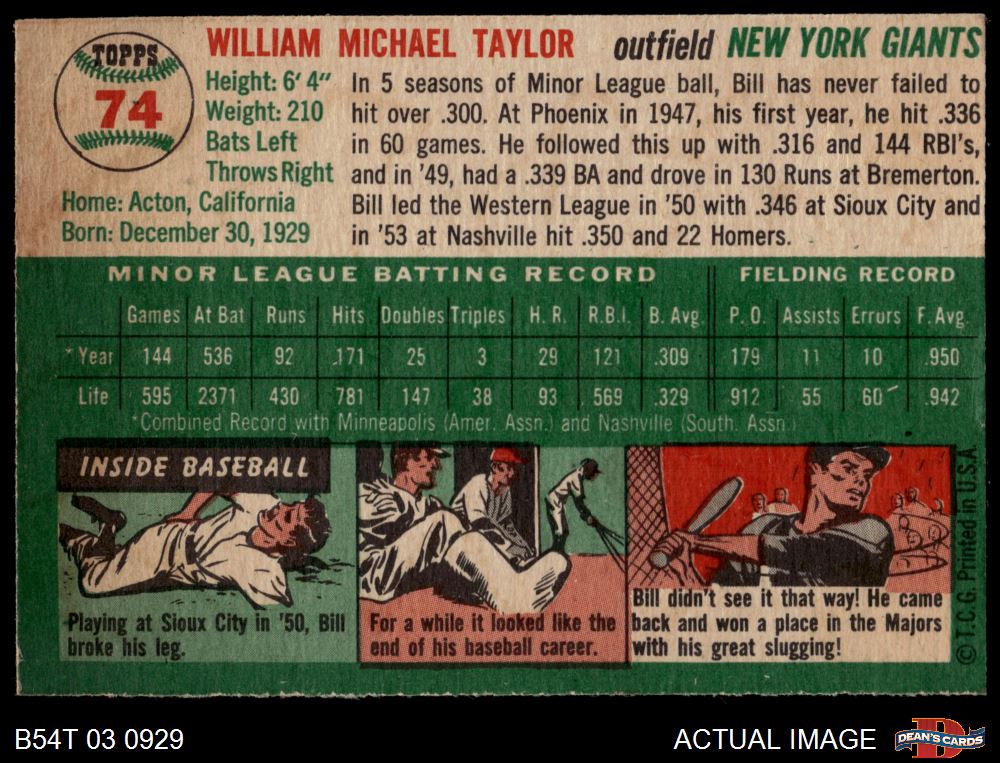 TOPPS
74
WILLIAM MICHAEL TAYLOR outfield NEW YORK GIANTS
Height: 6' 4"
Weight: 210
Bats Left
Throws Right
Home: Acton, California
Born: December 30, 1929
In 5 seasons of Minor League ball, Bill has never failed to
hit over .300. At Phoenix in 1947, his first year, he hit .336
in 60 games. He followed this up with .316 and 144 RBI's,
and in '49, had a .339 BA and drove in 130 Runs at Bremerton.
Bill led the Western League in '50 with .346 at Sioux City and
in '53 at Nashville hit .350 and 22 Homers.
MINOR LEAGUE BATTING RECORD FIELDING RECORD
Games At Bat Runs Hits Doubles Triples H. R. R.B.I. B. Avg. P. O. Assists Errors F. Avg.
*Year 144 536 92 .171 25 3 29 121 .309 179 11 10 .950
Life 595 2371 430 781 147 38 93 .569 .329 912 55 60 .942
*Combined Record with Minneapolis (Amer. Assn.) and Nashville (South. Assn.)
INSIDE BASEBALL
Playing at Sioux City in '50, Bill
broke his leg.
For a while it looked like the
end of his baseball career.
Bill didn't see it that way! He came
back and won a place in the Majors
with his great slugging!
© T.C.G. Printed in U.S.A.
B54T 03 0929
ACTUAL IMAGE
DEAN'S CARDS